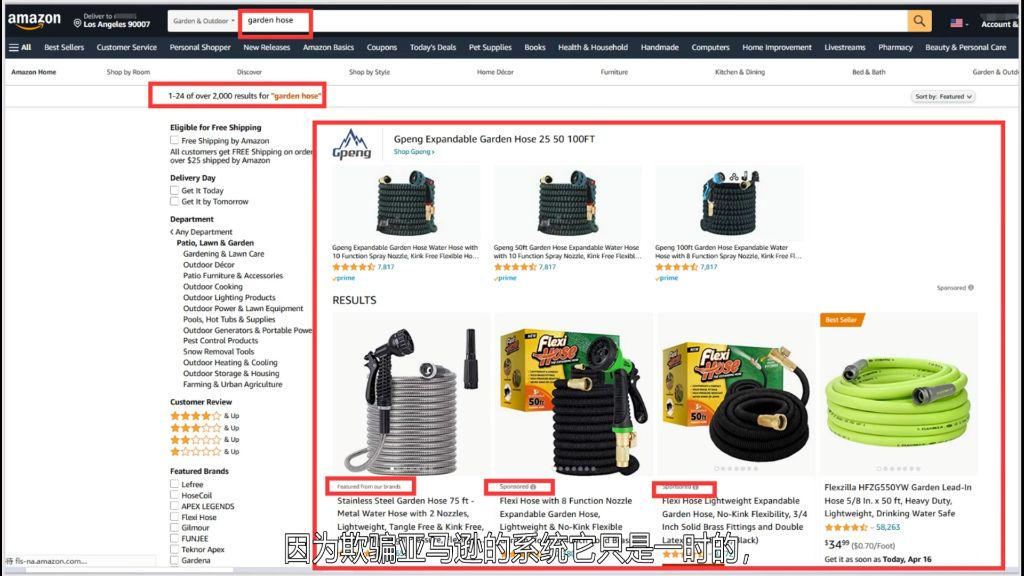 amazon
Deliver to
Los Angeles 90007
Garden & Outdoor
garden hose
Account &
All
Best Sellers
Customer Service
Personal Shopper
New Releases
Amazon Basics
Coupons
Today's Deals
Pet Supplies
Books
Health & Household
Handmade
Computers
Home Improvement
Livestreams
Pharmacy
Beauty & Personal Care
Amazon Home
Shop by Room
Discover
Shop by Style
Home Décor
Furniture
Kitchen & Dining
Bed & Bath
Garden & Outd
1-24 of over 2,000 results for "garden hose"
Sort by: Featured
Eligible for Free Shipping
Free Shipping by Amazon
All customers get FREE Shipping on order
over $25 shipped by Amazon
Delivery Day
Get It Today
Get It by Tomorrow
Department
Any Department
Patio, Lawn & Garden
Gardening & Lawn Care
Outdoor Décor
Patio Furniture & Accessories
Outdoor Cooking
Outdoor Lighting Products
Outdoor Power & Lawn Equipment
Pools, Hot Tubs & Supplies
Outdoor Generators & Portable Powe
Pest Control Products
Snow Removal Tools
Outdoor Heating & Cooling
Outdoor Storage & Housing
Farming & Urban Agriculture
Customer Review
& Up
& Up
& Up
& Up
Featured Brands
Lefree
HoseCoil
APEX LEGENDS
Flexi Hose
Gilmour
FUNJEE
Teknor Apex
Gardena
Gpeng
Gpeng Expandable Garden Hose 25 50 100FT
Shop Gpeng ›
Gpeng Expandable Garden Hose Water Hose with
10 Function Spray Nozzle, Kink Free Flexible Ho...
7,817
prime
Gpeng 50ft Garden Hose Expandable Water Hose with
10 Function Spray Nozzle, Kink Free Flexibl...
7,817
prime
Gpeng 100ft Garden Hose Expandable Water
Hose with 8 Function Spray Nozzle, Kink Free Fl...
7,817
prime
Sponsored
RESULTS
NEW
Flexi
Hose
50ft
NEW
Flexi
Hose
50ft
Best Seller
Featured from our brands
Stainless Steel Garden Hose 75 ft -
Metal Water Hose with 2 Nozzles,
Lightweight, Tangle Free & Kink Free,
Sponsored
Flexi Hose with 8 Function Nozzle
Expandable Garden Hose,
Lightweight & No-Kink Flexible
Sponsored
Flexi Hose Lightweight Expandable
Garden Hose, No-Kink Flexibility, 3/4
Inch Solid Brass Fittings and Double
Flexzilla HFZG550YW Garden Lead-In
Hose 5/8 In. x 50 ft, Heavy Duty,
Lightweight, Drinking Water Safe
58,263
$34.99 ($0.70/Foot)
Get it as soon as Today, Apr 16
因为欺骗亚马逊的系统它只是一时的，
待 fls-na.amazon.com...